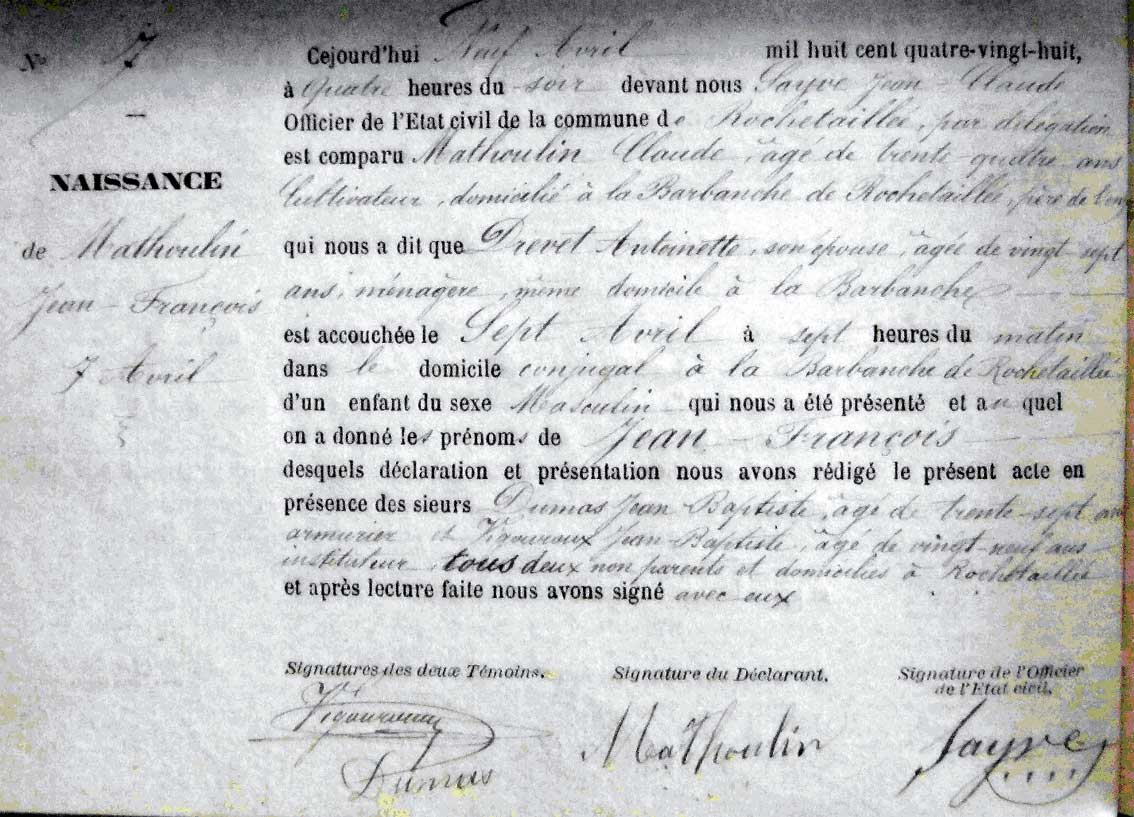 No 7
NAISSANCE
de Mathoulin
Jean-François
7 Avril
Cejourd'hui Neuf Avril mil huit cent quatre-vingt-huit,
à Quatre heures du soir devant nous Sayve Jean-Claude
Officier de l'Etat civil de la commune de Rochetaillée, par délégation
est comparu Mathoulin Claude, âgé de trente-quatre ans
Cultivateur, domicilié à la Barbanche de Rochetaillée, père de l'enf
qui nous a dit que Drevet Antoinette, son épouse, âgée de vingt-sept
ans, ménagère, même domicile à la Barbanche
est accouchée le Sept Avril à sept heures du matin
dans le domicile conjugal à la Barbanche de Rochetaillée
d'un enfant du sexe Masculin qui nous a été présenté et auquel
on a donné les prénoms de Jean-François
desquels déclaration et présentation nous avons rédigé le présent acte en
présence des sieurs Dumas Jean-Baptiste, âgé de trente-sept ans
armurier et Vigouroux Jean-Baptiste, âgé de vingt-neuf ans
instituteur, tous deux non parents et domiciliés à Rochetaillée
et après lecture faite nous avons signé avec eux
Signatures des deux Témoins. Signature du Déclarant. Signature de l'Officier
de l'Etat civil.
Vigouroux Mathoulin Sayve
Dumas